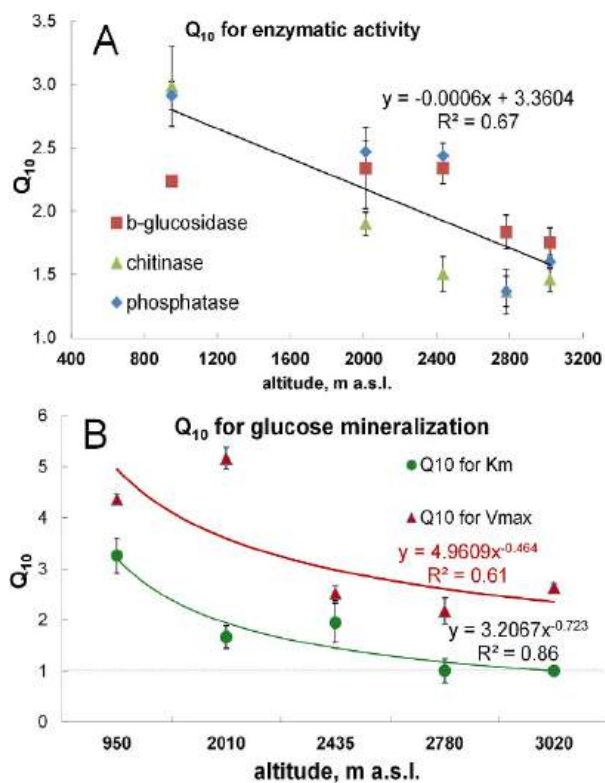 A
Q10 for enzymatic activity
3.5
3.0
2.5
2.0
1.5
1.0
Q10
y = -0.0006x + 3.3604
R² = 0.67
b-glucosidase
chitinase
phosphatase
400 800 1200 1600 2000 2400 2800 3200
altitude, m a.s.l.
B
Q10 for glucose mineralization
6
5
4
3
2
1
0
Q10
Q10 for Km
Q10 for Vmax
y = 4.9609x-0.464
R² = 0.61
y = 3.2067x-0.723
R² = 0.86
950 2010 2435 2780 3020
altitude, m a.s.l.